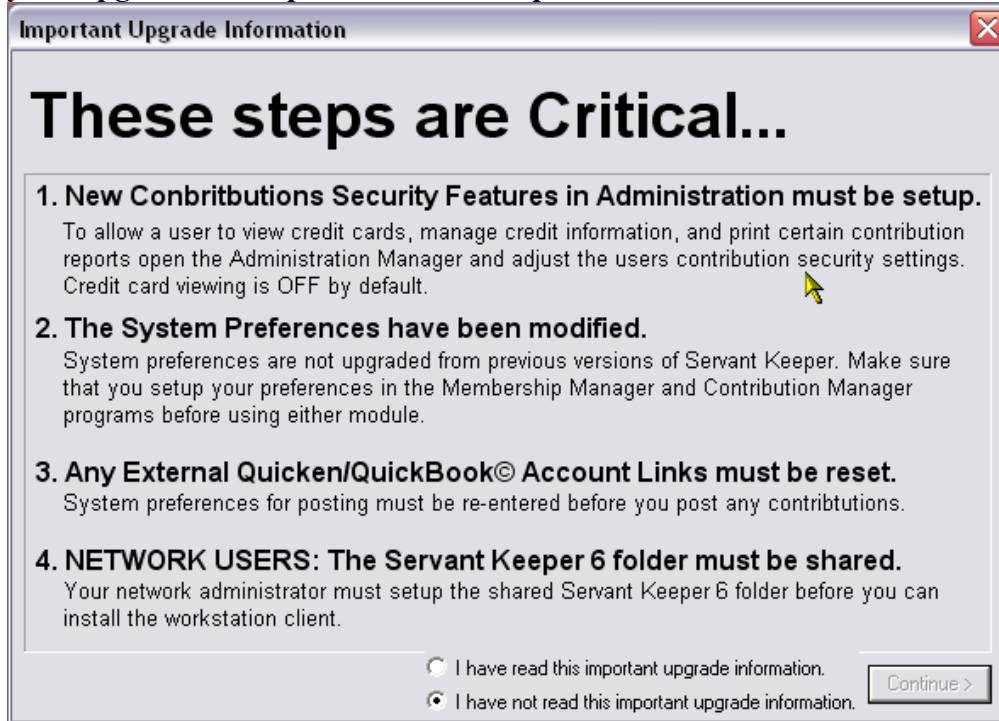 Important Upgrade Information
These steps are Critical...
1. New Conbritbutions Security Features in Administration must be setup.
To allow a user to view credit cards, manage credit information, and print certain contribution
reports open the Administration Manager and adjust the users contribution security settings.
Credit card viewing is OFF by default.
2. The System Preferences have been modified.
System preferences are not upgraded from previous versions of Servant Keeper. Make sure
that you setup your preferences in the Membership Manager and Contribution Manager
programs before using either module.
3. Any External Quicken/QuickBook© Account Links must be reset.
System preferences for posting must be re-entered before you post any contribtutions.
4. NETWORK USERS: The Servant Keeper 6 folder must be shared.
Your network administrator must setup the shared Servant Keeper 6 folder before you can
install the workstation client.
I have read this important upgrade information.
I have not read this important upgrade information.
Continue >